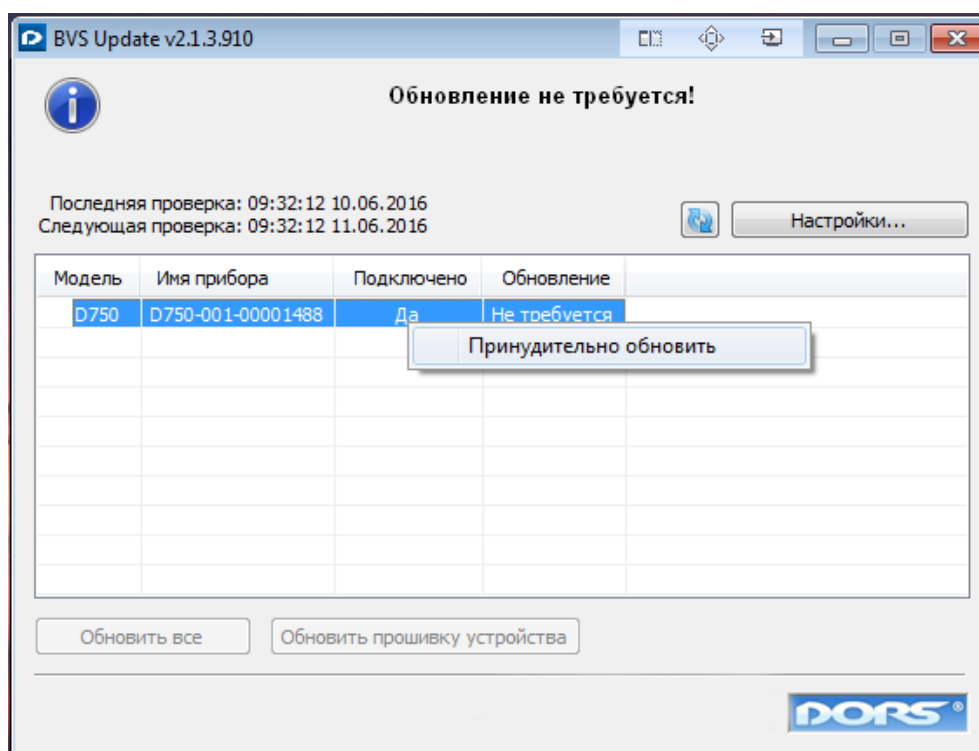 BVS Update v2.1.3.910
Обновление не требуется!
Последняя проверка: 09:32:12 10.06.2016
Следующая проверка: 09:32:12 11.06.2016
Настройки...
Модель Имя прибора Подключено Обновление
D750 D750-001-00001488 Да Не требуется
Принудительно обновить
Обновить все Обновить прошивку устройства
DORS®